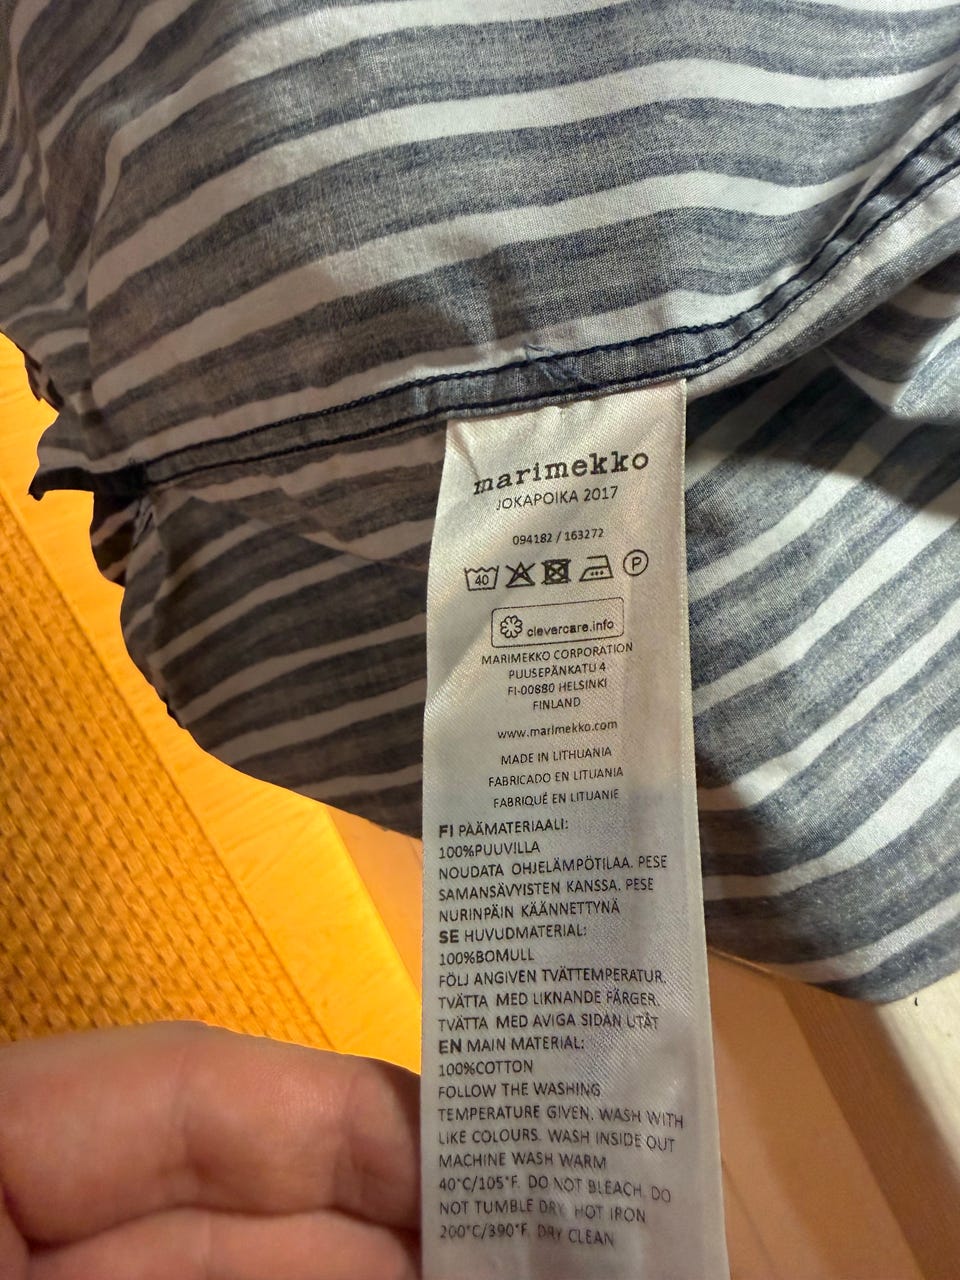 marimekko
JOKAPOIKA 2017
094182 / 163272
40 P
clevercare.info
MARIMEKKO CORPORATION
PUUSEPÄNKATU 4
FI-00880 HELSINKI
FINLAND
www.marimekko.com
MADE IN LITHUANIA
FABRICADO EN LITUANIA
FABRIQUÉ EN LITUANIE
FI PÄÄMATERIAALI:
100%PUUVILLA
NOUDATA OHJELÄMPÖTILAA. PESE
SAMANSÄVYISTEN KANSSA. PESE
NURINPÄIN KÄÄNNETTYNÄ
SE HUVUDMATERIAL:
100%BOMULL
FÖLJ ANGIVEN TVÄTTEMPERATUR.
TVÄTTA MED LIKNANDE FÄRGER.
TVÄTTA MED AVIGA SIDAN UTÅT
EN MAIN MATERIAL:
100%COTTON
FOLLOW THE WASHING
TEMPERATURE GIVEN. WASH WITH
LIKE COLOURS. WASH INSIDE OUT
MACHINE WASH WARM
40°C/105°F. DO NOT BLEACH. DO
NOT TUMBLE DRY. HOT IRON
200°C/390°F. DRY CLEAN